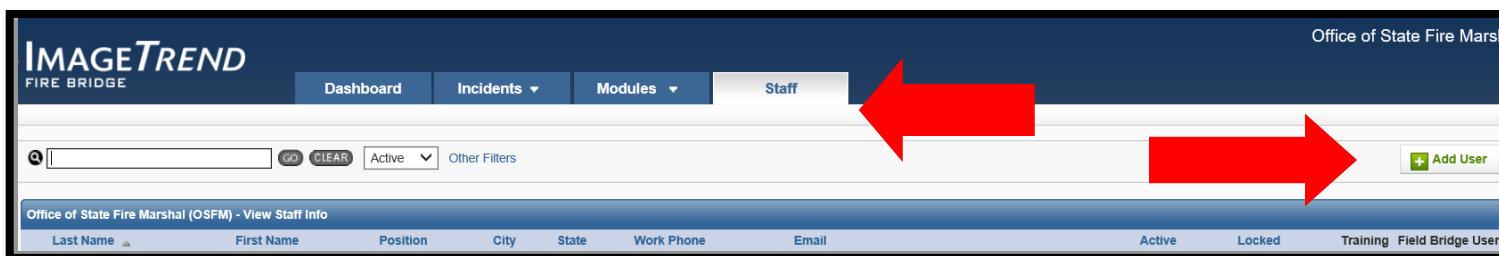 Office of State Fire Marsh
IMAGETREND
FIRE BRIDGE
Dashboard Incidents Modules Staff
GO CLEAR Active Other Filters Add User
Office of State Fire Marshal (OSFM) - View Staff Info
Last Name First Name Position City State Work Phone Email Active Locked Training Field Bridge User